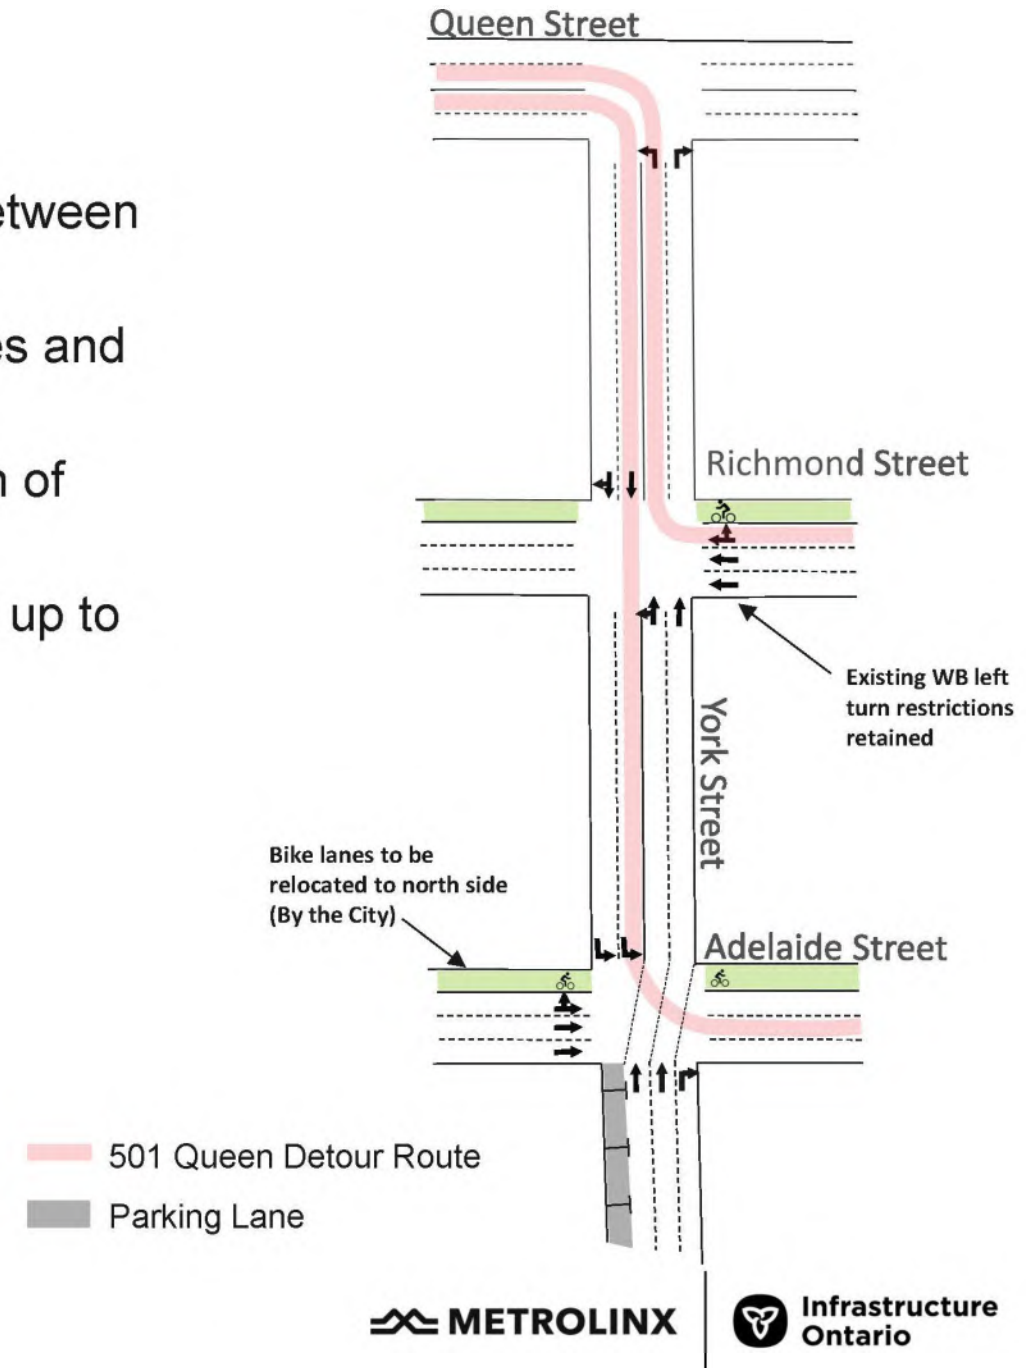 Queen Street
etween
es and
Richmond Street
n of
up to
Existing WB left
turn restrictions
retained
York Street
Bike lanes to be
relocated to north side
(By the City)
Adelaide Street
501 Queen Detour Route
Parking Lane
METROLINX
Infrastructure
Ontario